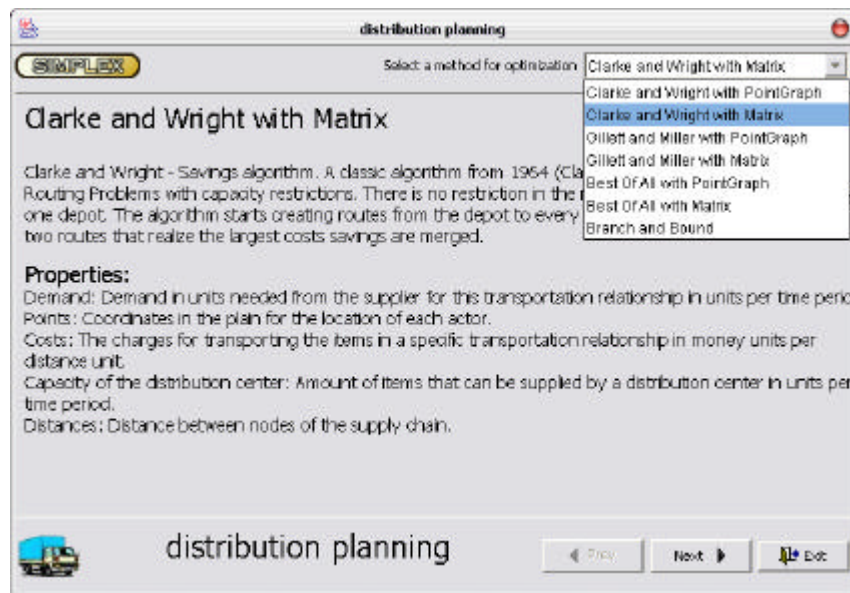 distribution planning
SIMPLEX
Select a method for optimization
Clarke and Wright with Matrix
Clarke and Wright with PointGraph
Clarke and Wright with Matrix
Gillett and Miller with PointGraph
Gillett and Miller with Matrix
Best Of All with PointGraph
Best Of All with Matrix
Branch and Bound
Clarke and Wright with Matrix
Clarke and Wright - Savings algorithm. A classic algorithm from 1964 (Cla
Routing Problems with capacity restrictions. There is no restriction in the
one depot. The algorithm starts creating routes from the depot to every
two routes that realize the largest costs savings are merged.
Properties:
Demand: Demand in units needed from the supplier for this transportation relationship in units per time peric
Points: Coordinates in the plain for the location of each actor.
Costs: The charges for transporting the items in a specific transportation relationship in money units per
distance unit.
Capacity of the distribution center: Amount of items that can be supplied by a distribution center in units per
time period.
Distances: Distance between nodes of the supply chain.
distribution planning
Prev
Next
Exit